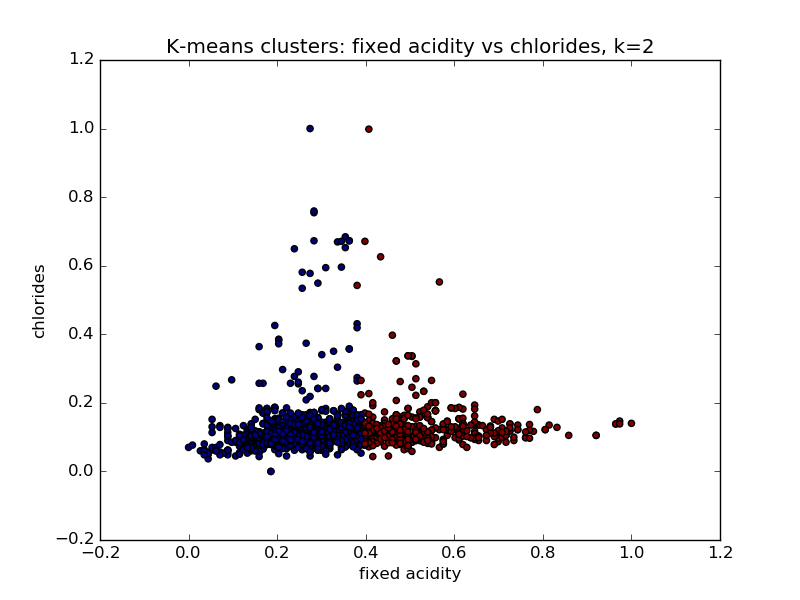 K-means clusters: fixed acidity vs chlorides, k=2
1.2
1.0
0.8
0.6
0.4
0.2
0.0
−0.2
chlorides
−0.2 0.0 0.2 0.4 0.6 0.8 1.0 1.2
fixed acidity